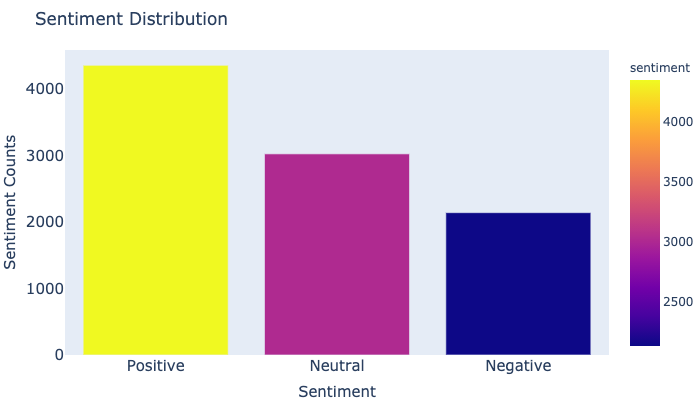 Sentiment Distribution
sentiment
4000
3000
2000
1000
0
Sentiment Counts
Positive
Neutral
Negative
Sentiment
4000
3500
3000
2500